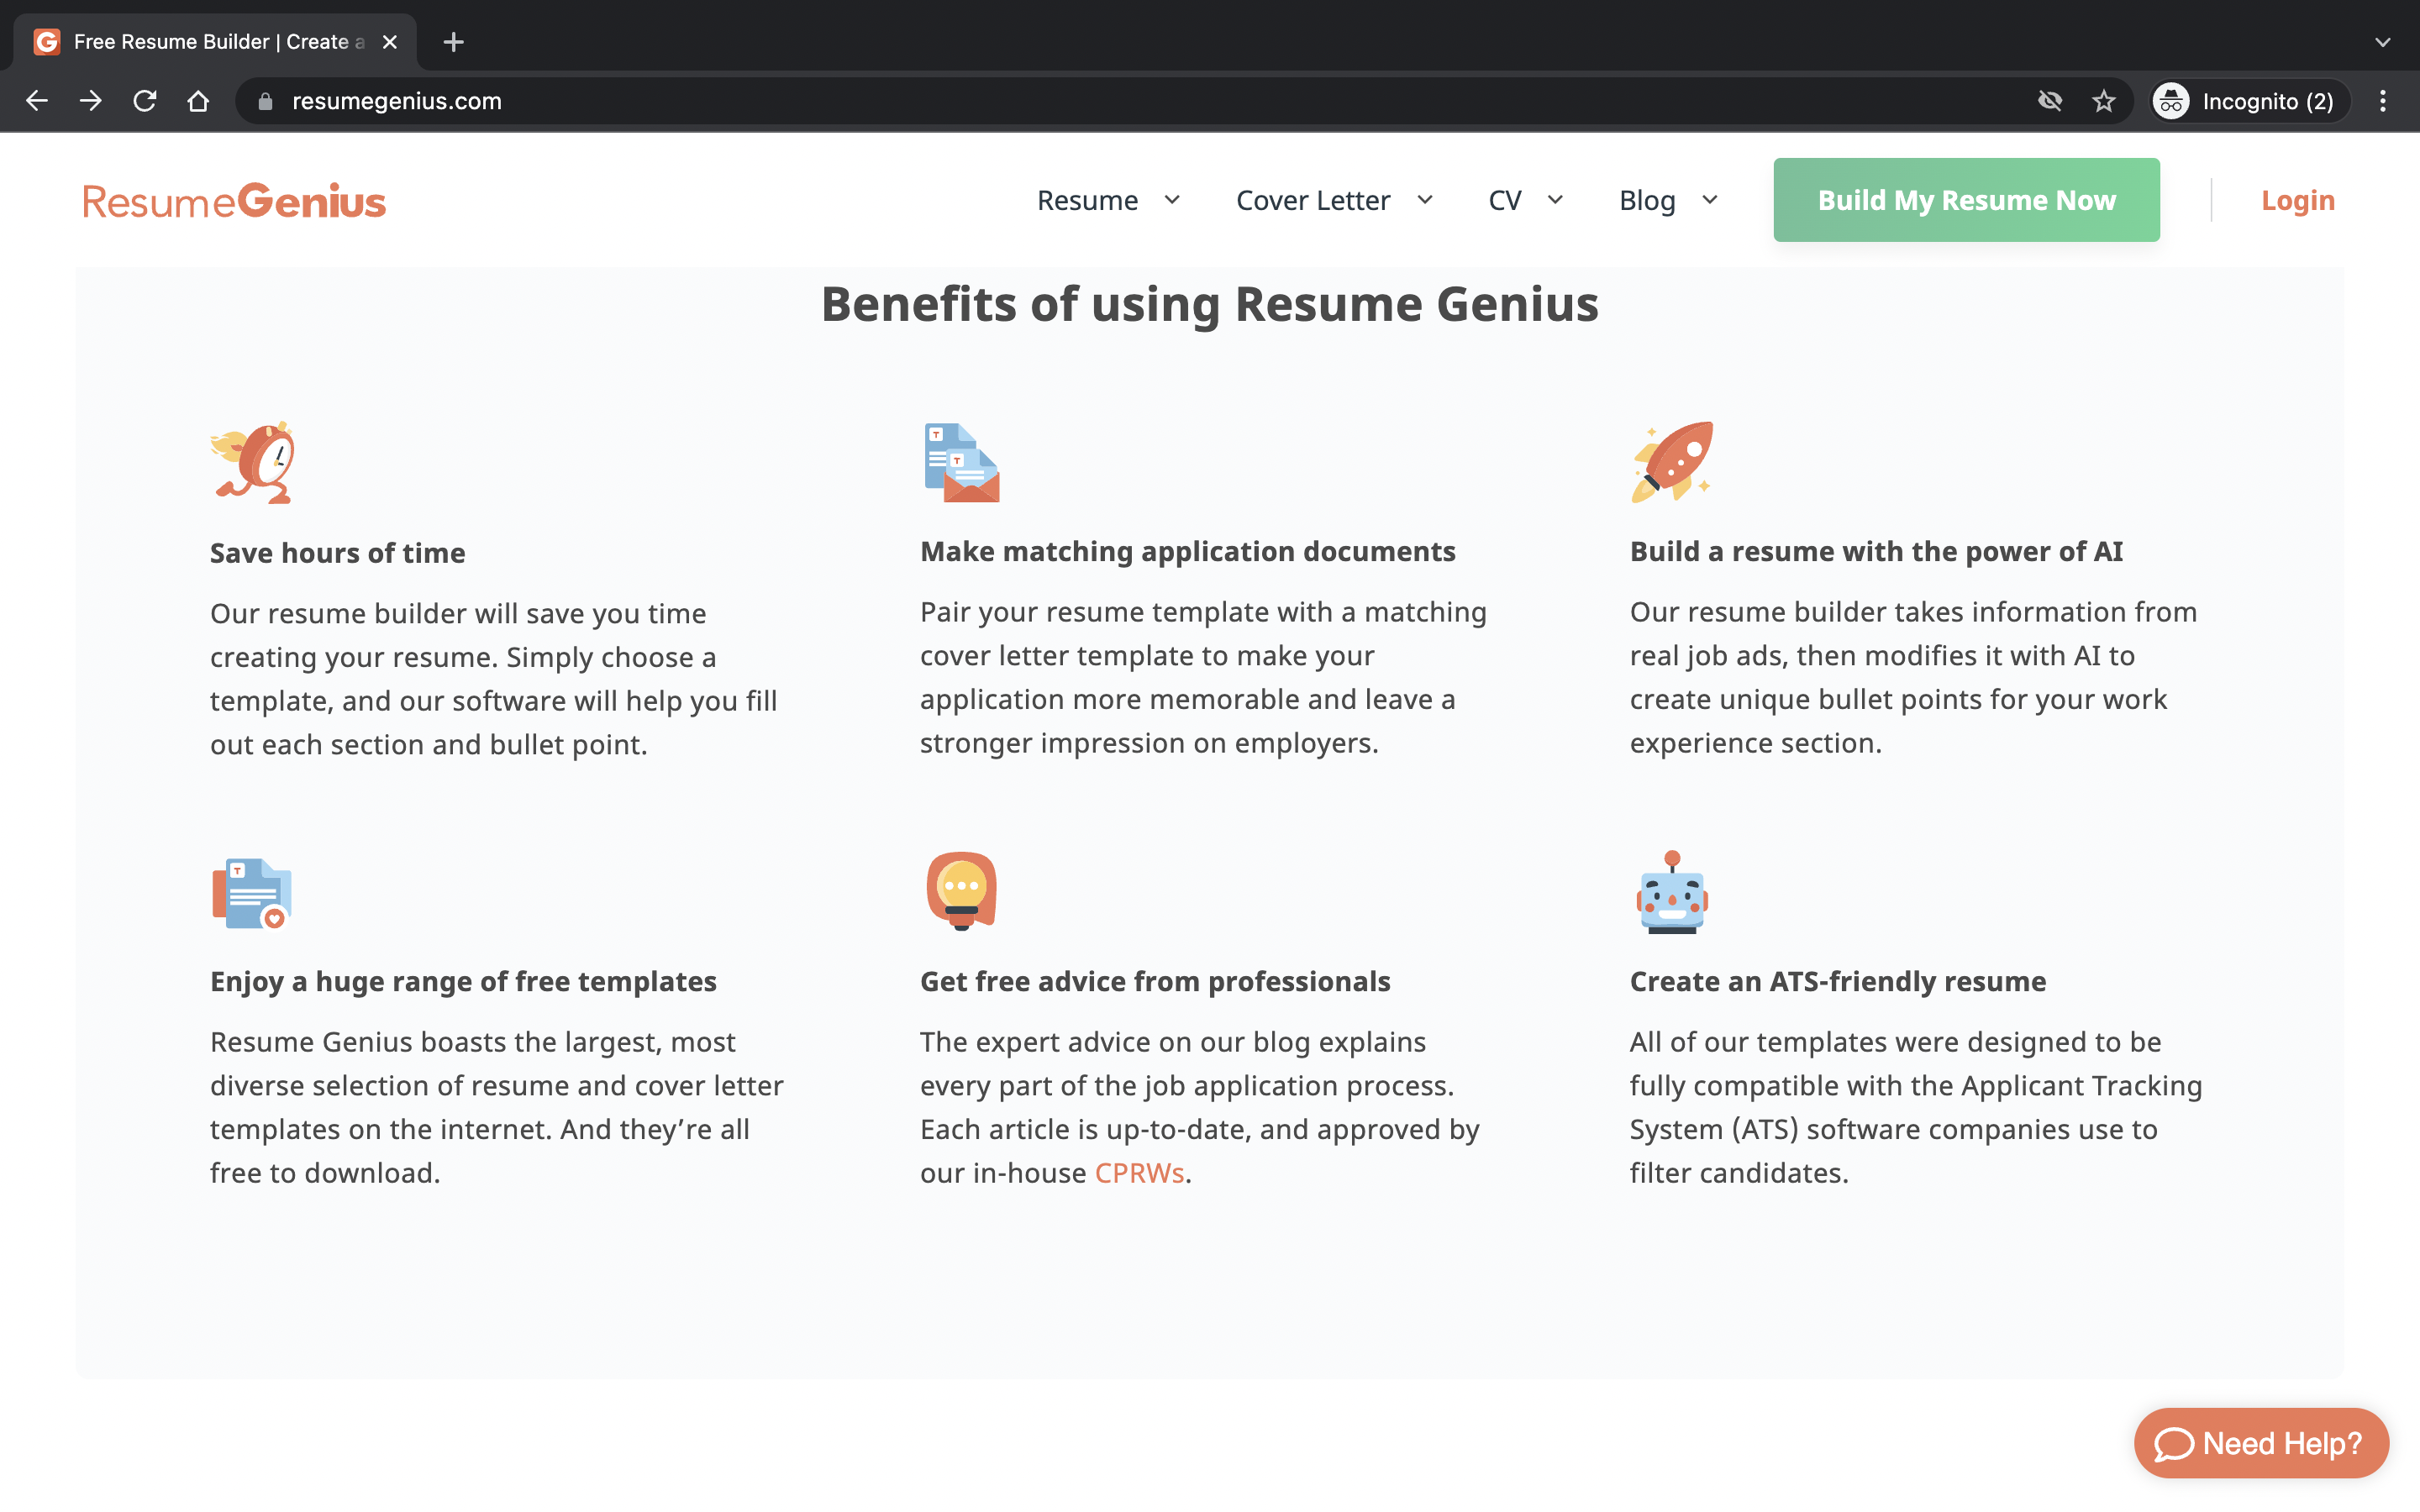 Free Resume Builder | Create a
resumegenius.com
Incognito (2)
ResumeGenius
Resume
Cover Letter
CV
Blog
Build My Resume Now
Login
Benefits of using Resume Genius
Save hours of time
Our resume builder will save you time
creating your resume. Simply choose a
template, and our software will help you fill
out each section and bullet point.
Make matching application documents
Pair your resume template with a matching
cover letter template to make your
application more memorable and leave a
stronger impression on employers.
Build a resume with the power of AI
Our resume builder takes information from
real job ads, then modifies it with AI to
create unique bullet points for your work
experience section.
Enjoy a huge range of free templates
Resume Genius boasts the largest, most
diverse selection of resume and cover letter
templates on the internet. And they’re all
free to download.
Get free advice from professionals
The expert advice on our blog explains
every part of the job application process.
Each article is up-to-date, and approved by
our in-house CPRWs.
Create an ATS-friendly resume
All of our templates were designed to be
fully compatible with the Applicant Tracking
System (ATS) software companies use to
filter candidates.
Need Help?